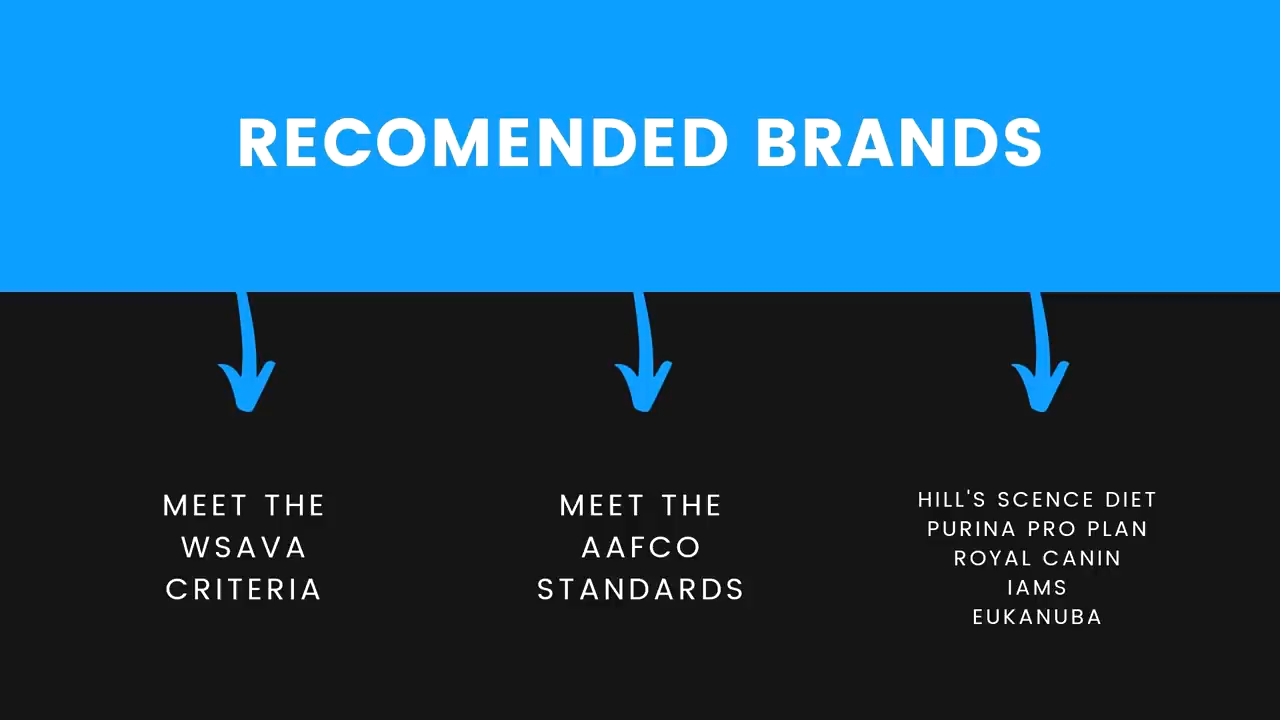 RECOMENDED BRANDS
MEET THE
WSAVA
CRITERIA
MEET THE
AAFCO
STANDARDS
HILL'S SCENCE DIET
PURINA PRO PLAN
ROYAL CANIN
IAMS
EUKANUBA